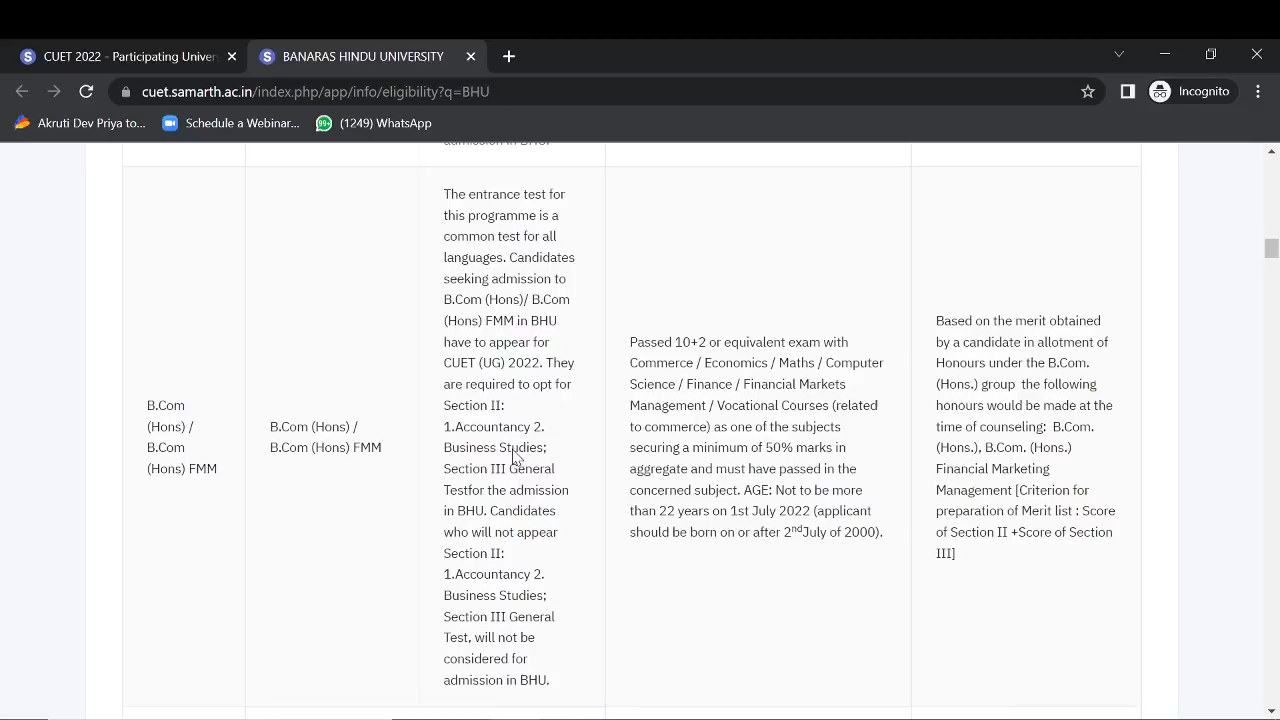 CUET 2022 - Participating Univer
BANARAS HINDU UNIVERSITY
cuet.samarth.ac.in/index.php/app/info/eligibility?q=BHU
Incognito
Akruti Dev Priya to...
Schedule a Webinar...
99+
(1249) WhatsApp
admission in BHU.
B.Com
(Hons) /
B.Com
(Hons) FMM
B.Com (Hons) /
B.Com (Hons) FMM
The entrance test for
this programme is a
common test for all
languages. Candidates
seeking admission to
B.Com (Hons)/ B.Com
(Hons) FMM in BHU
have to appear for
CUET (UG) 2022. They
are required to opt for
Section II:
1.Accountancy 2.
Business Studies;
Section III General
Testfor the admission
in BHU. Candidates
who will not appear
Section II:
1.Accountancy 2.
Business Studies;
Section III General
Test, will not be
considered for
admission in BHU.
Passed 10+2 or equivalent exam with
Commerce / Economics / Maths / Computer
Science / Finance / Financial Markets
Management / Vocational Courses (related
to commerce) as one of the subjects
securing a minimum of 50% marks in
aggregate and must have passed in the
concerned subject. AGE: Not to be more
than 22 years on 1st July 2022 (applicant
should be born on or after 2ndJuly of 2000).
Based on the merit obtained
by a candidate in allotment of
Honours under the B.Com.
(Hons.) group the following
honours would be made at the
time of counseling: B.Com.
(Hons.), B.Com. (Hons.)
Financial Marketing
Management [Criterion for
preparation of Merit list : Score
of Section II +Score of Section
III]